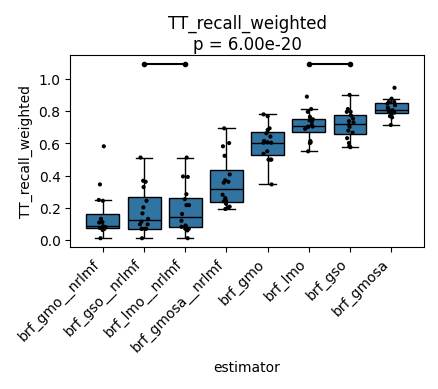 TT_recall_weighted
p = 6.00e-20
TT_recall_weighted
1.0
0.8
0.6
0.4
0.2
0.0
brf_gmo__nrlmf
brf_gso__nrlmf
brf_lmo__nrlmf
brf_gmosa__nrlmf
brf_gmo
brf_lmo
brf_gso
brf_gmosa
estimator